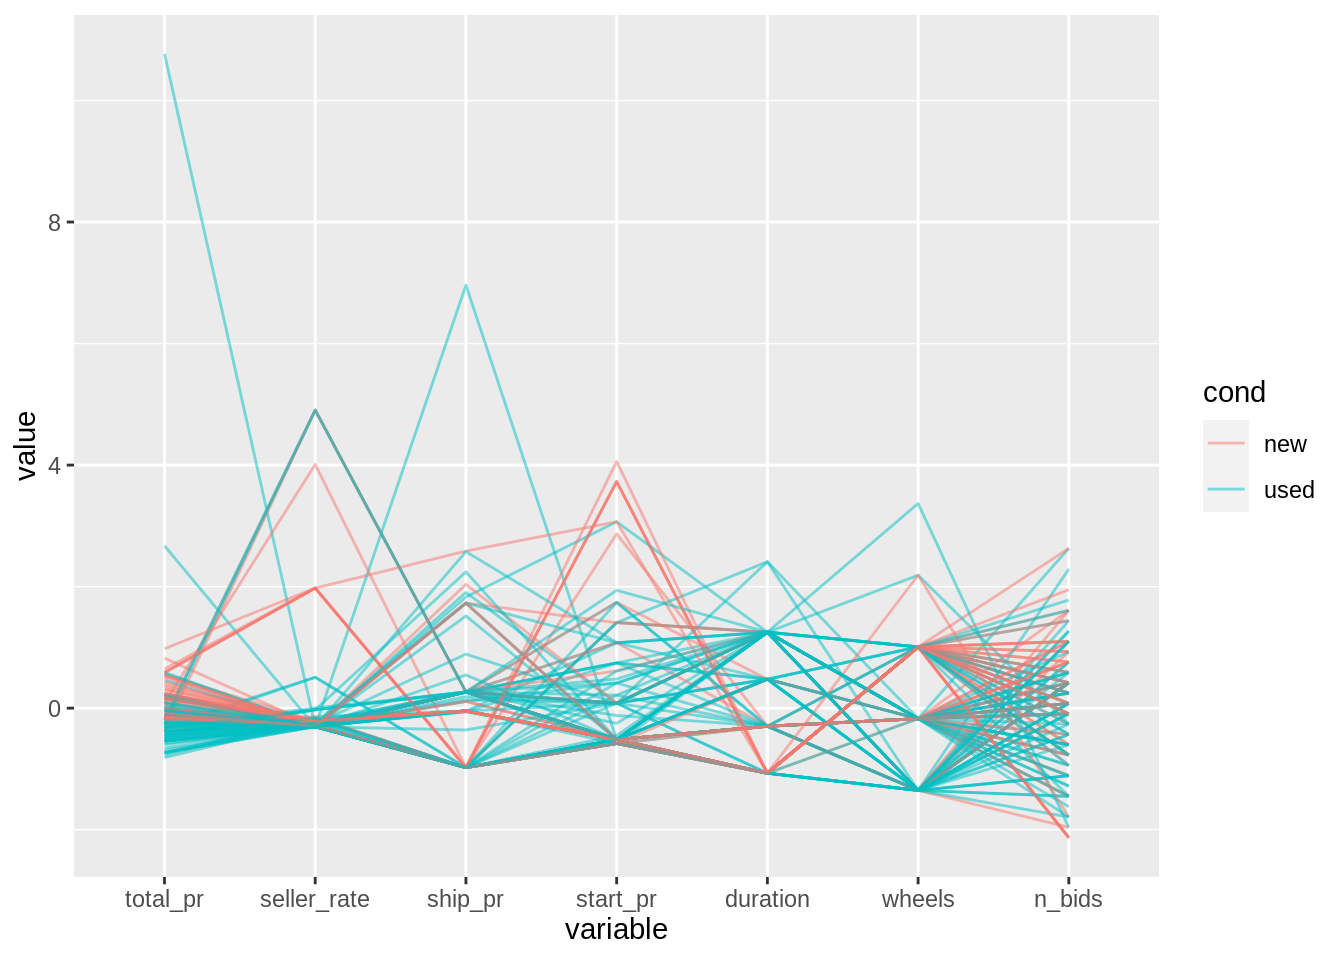 8
4
0
value
total_pr seller_rate ship_pr start_pr duration wheels n_bids
variable
cond
new
used